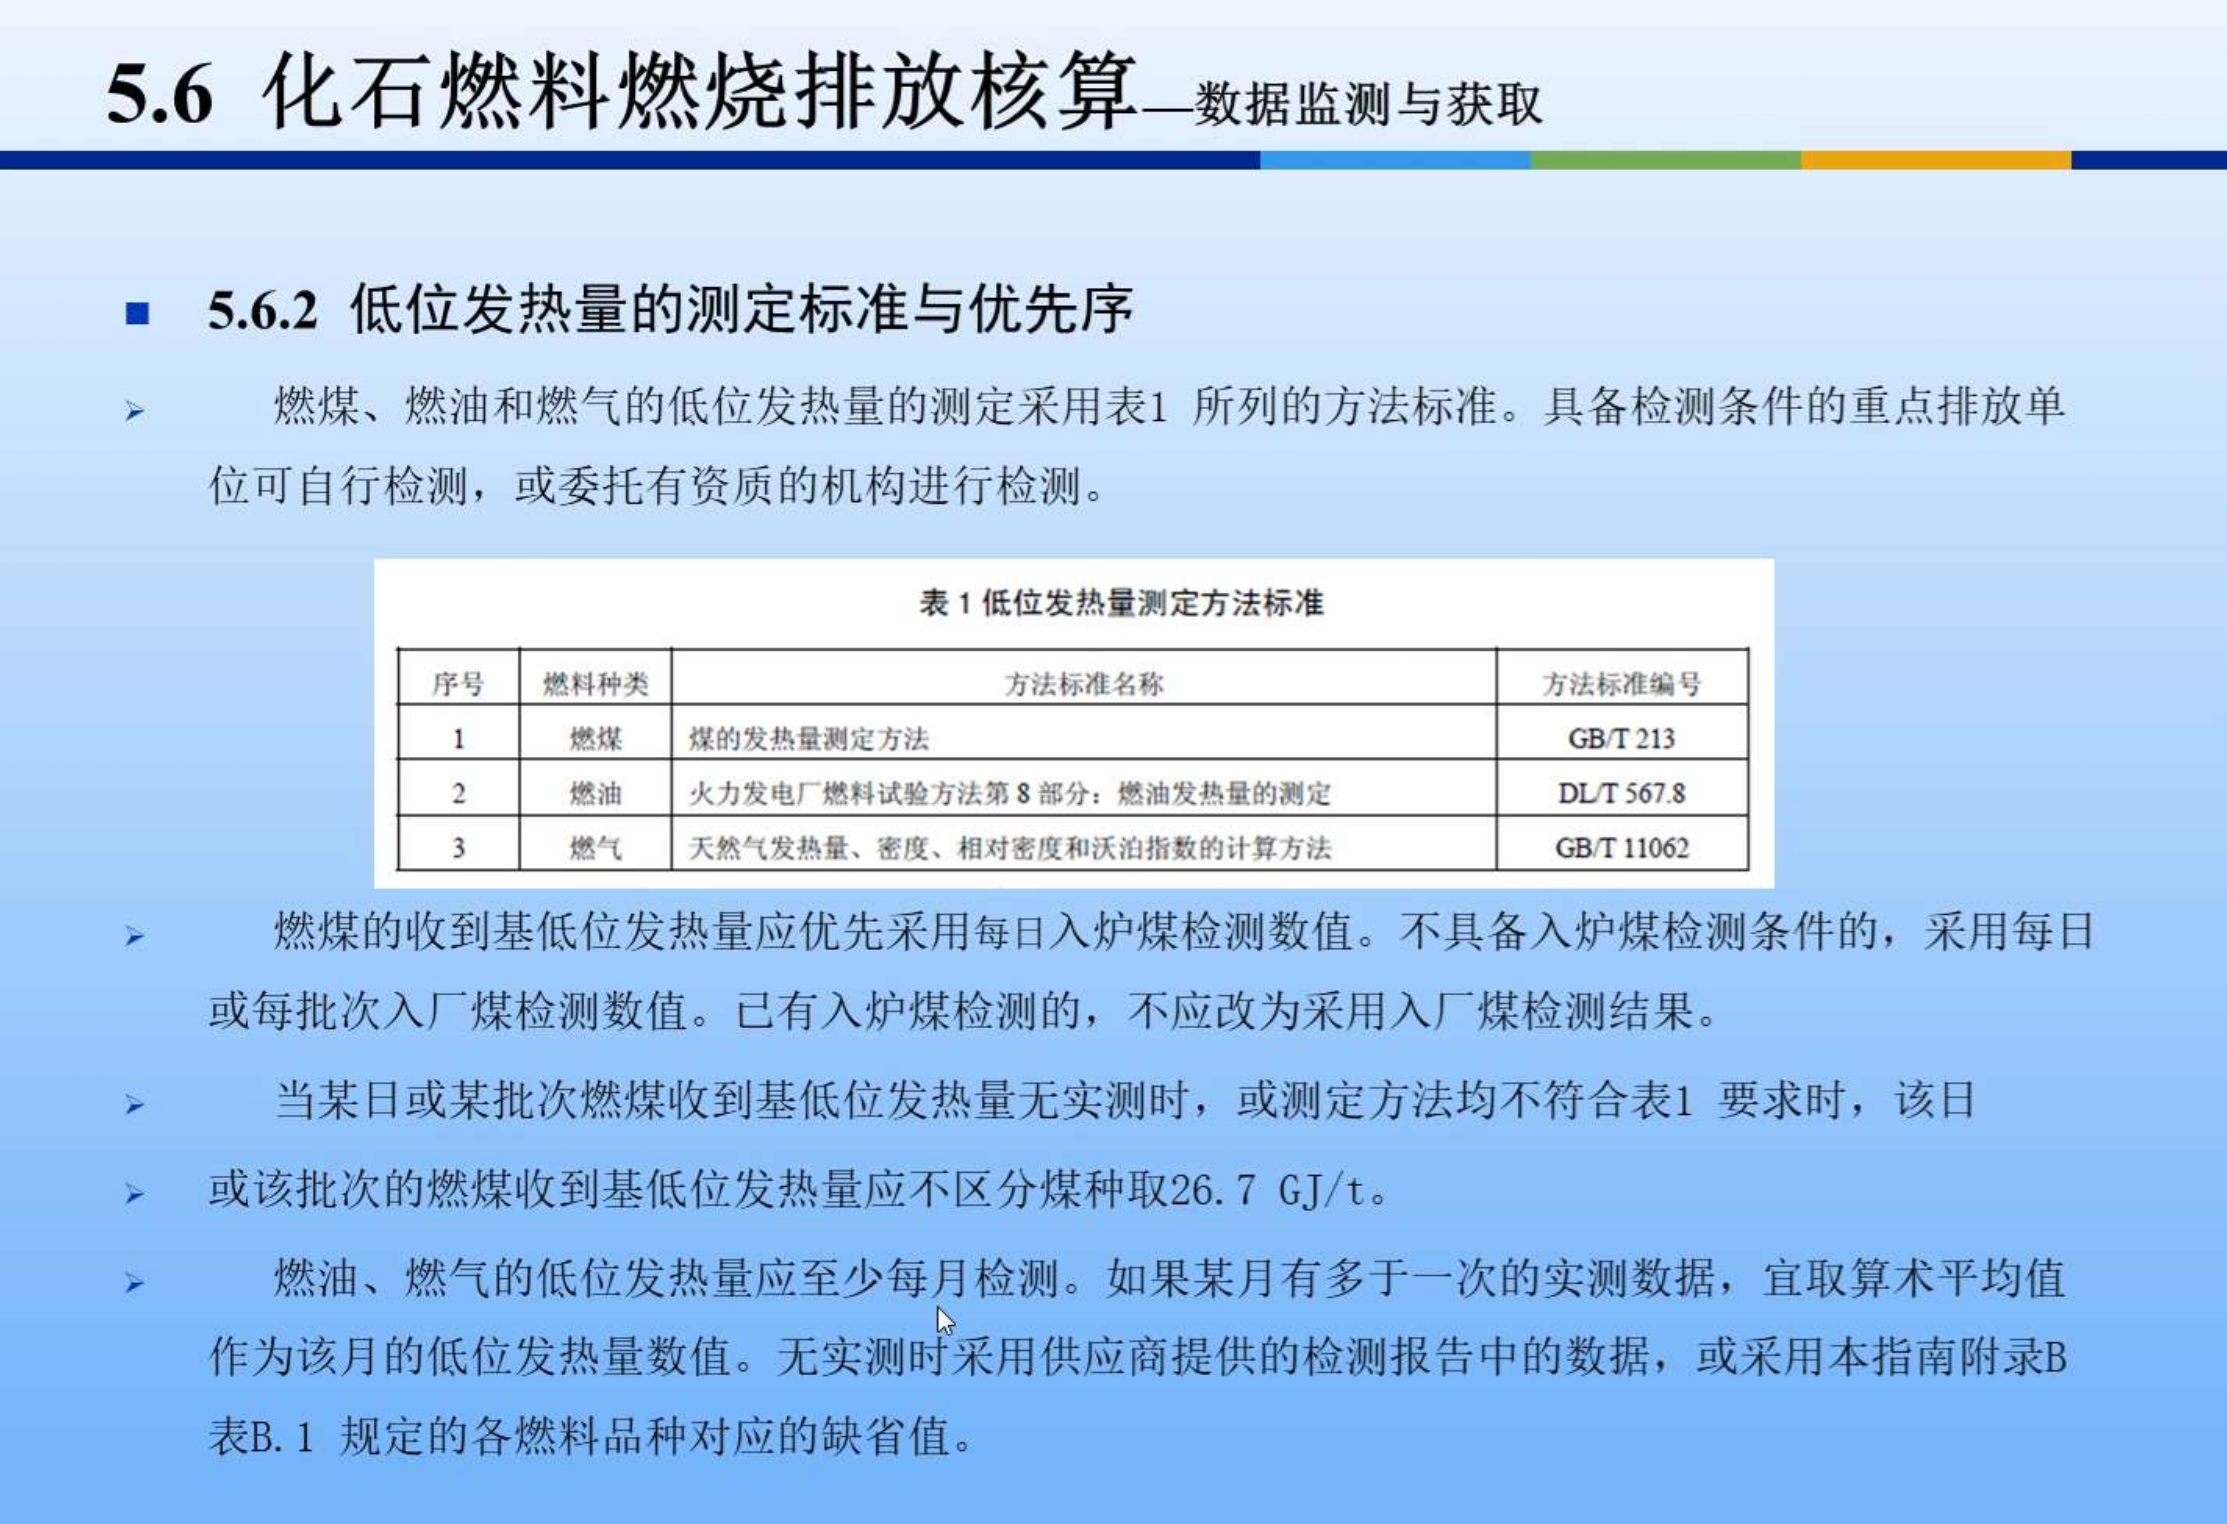 5.6 化石燃料燃烧排放核算—数据监测与获取
■ 5.6.2 低位发热量的测定标准与优先序
➢ 燃煤、燃油和燃气的低位发热量的测定采用表1 所列的方法标准。具备检测条件的重点排放单
位可自行检测，或委托有资质的机构进行检测。
表 1 低位发热量测定方法标准
序号 燃料种类 方法标准名称 方法标准编号
1 燃煤 煤的发热量测定方法 GB/T 213
2 燃油 火力发电厂燃料试验方法第 8 部分：燃油发热量的测定 DL/T 567.8
3 燃气 天然气发热量、密度、相对密度和沃泊指数的计算方法 GB/T 11062
➢ 燃煤的收到基低位发热量应优先采用每日入炉煤检测数值。不具备入炉煤检测条件的，采用每日
或每批次入厂煤检测数值。已有入炉煤检测的，不应改为采用入厂煤检测结果。
➢ 当某日或某批次燃煤收到基低位发热量无实测时，或测定方法均不符合表1 要求时，该日
➢ 或该批次的燃煤收到基低位发热量应不区分煤种取26.7 GJ/t。
➢ 燃油、燃气的低位发热量应至少每月检测。如果某月有多于一次的实测数据，宜取算术平均值
作为该月的低位发热量数值。无实测时采用供应商提供的检测报告中的数据，或采用本指南附录B
表B.1 规定的各燃料品种对应的缺省值。